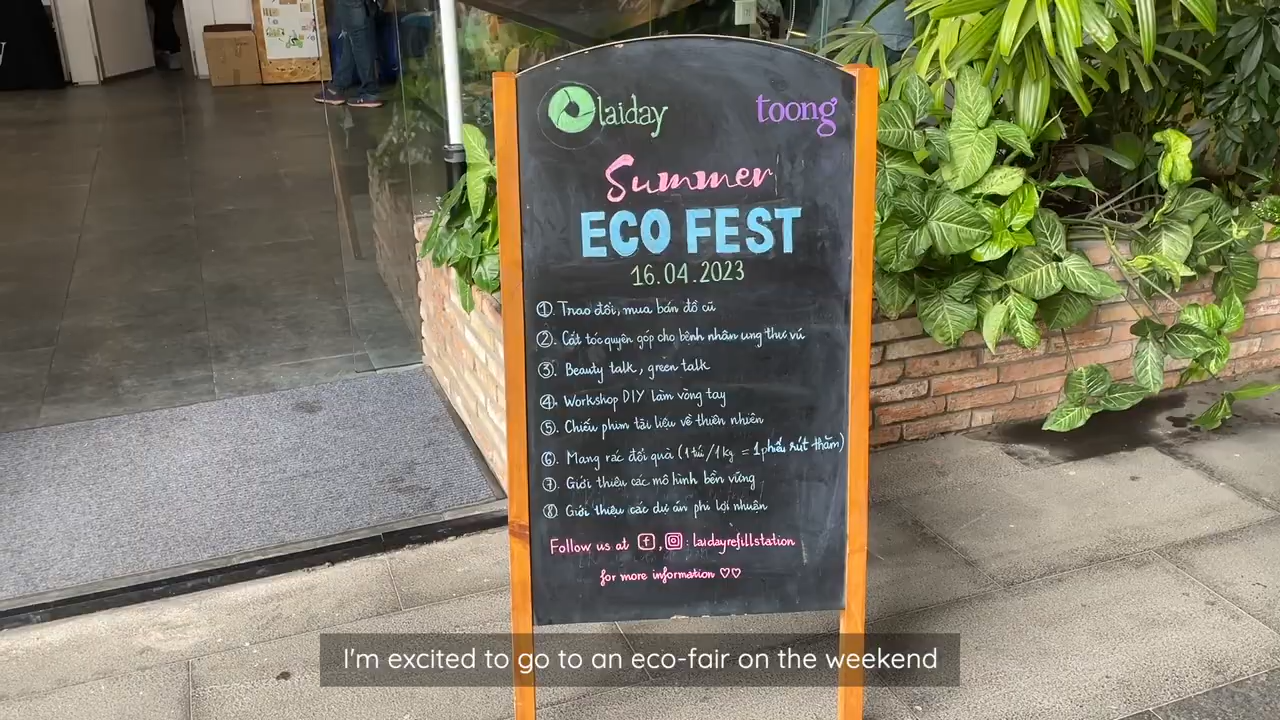 laiday
toong
Summer
ECO FEST
16.04.2023
①. Trao đổi, mua bán đồ cũ
②. Cắt tóc quyên góp cho bệnh nhân ung thư vú
③. Beauty talk, green talk
④. Workshop DIY làm vòng tay
⑤. Chiếu phim tài liệu về thiên nhiên
⑥. Mang rác đổi quà (1 túi/1kg = 1 phiếu rút thăm)
⑦. Giới thiệu các mô hình bền vững
⑧. Giới thiệu các dự án phi lợi nhuận
Follow us at , : laidayrefillstation
for more information ♡♡
I'm excited to go to an eco-fair on the weekend